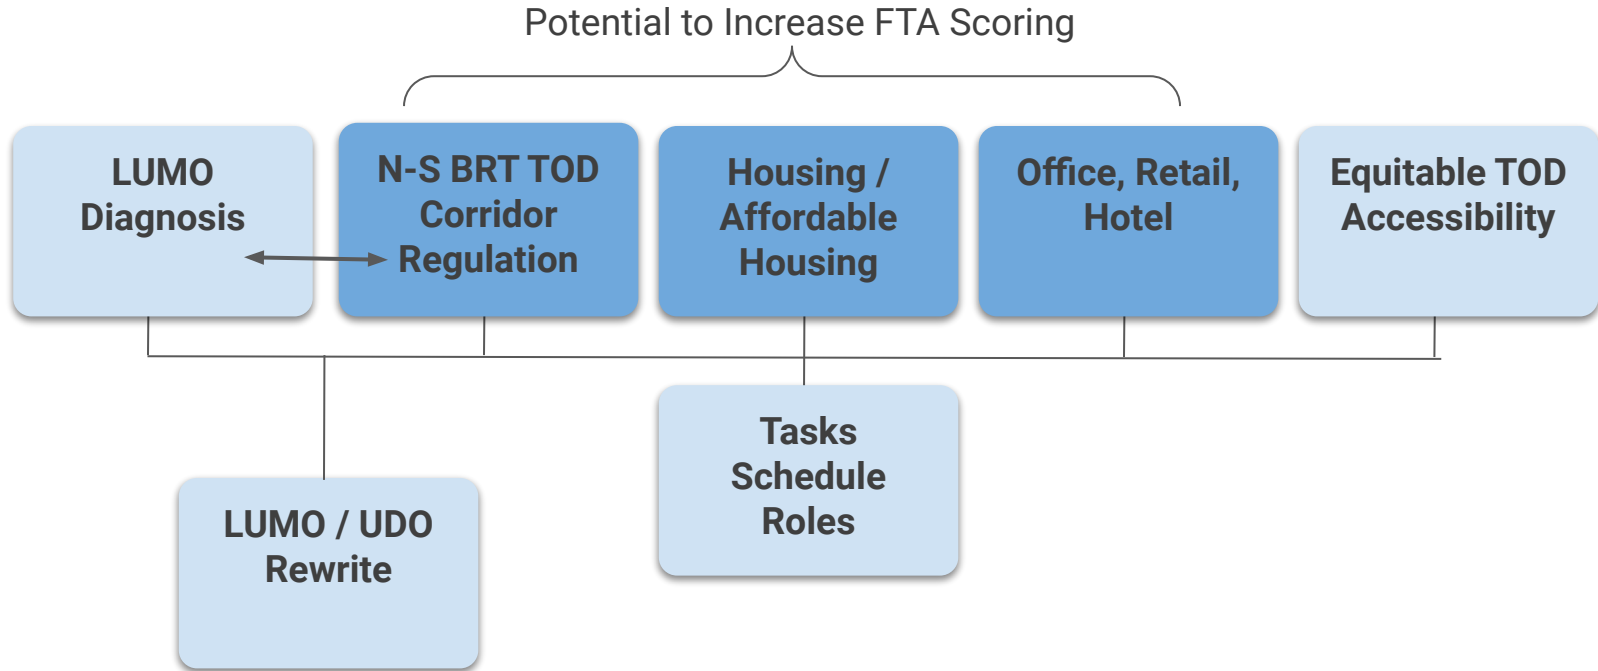 Potential to Increase FTA Scoring
LUMO
Diagnosis
N-S BRT TOD
Corridor
Regulation
Housing /
Affordable
Housing
Office, Retail,
Hotel
Equitable TOD
Accessibility
Tasks
Schedule
Roles
LUMO / UDO
Rewrite